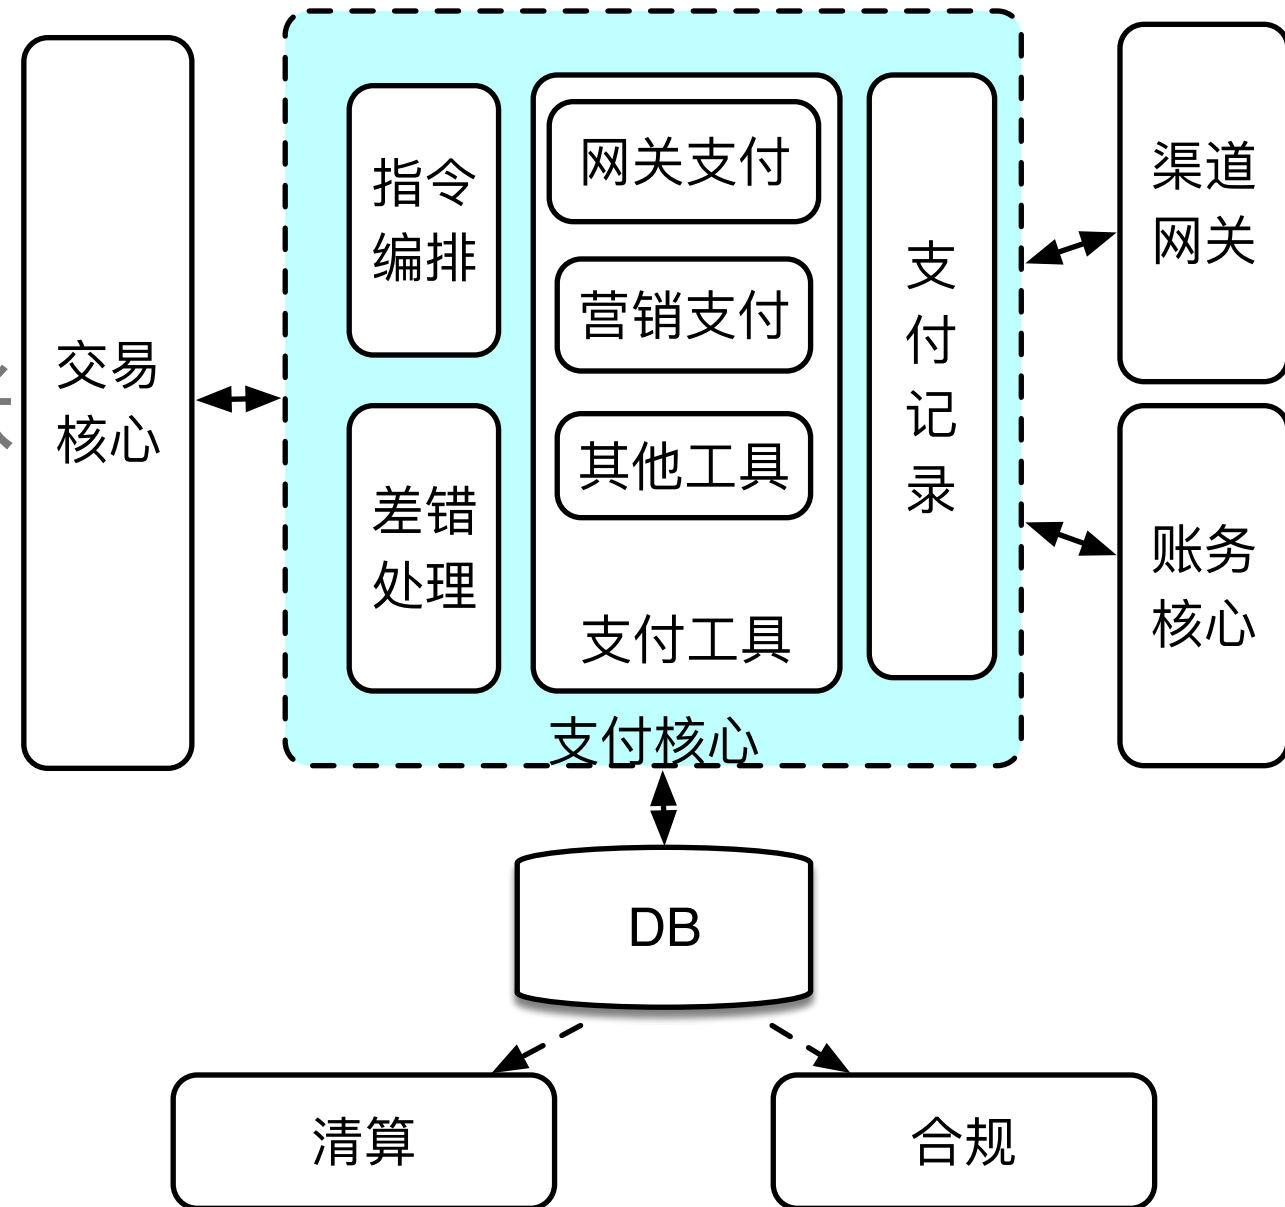 交易
核心
指令
编排
差错
处理
网关支付
营销支付
其他工具
支付工具
支
付
记
录
支付核心
渠道
网关
账务
核心
DB
清算
合规